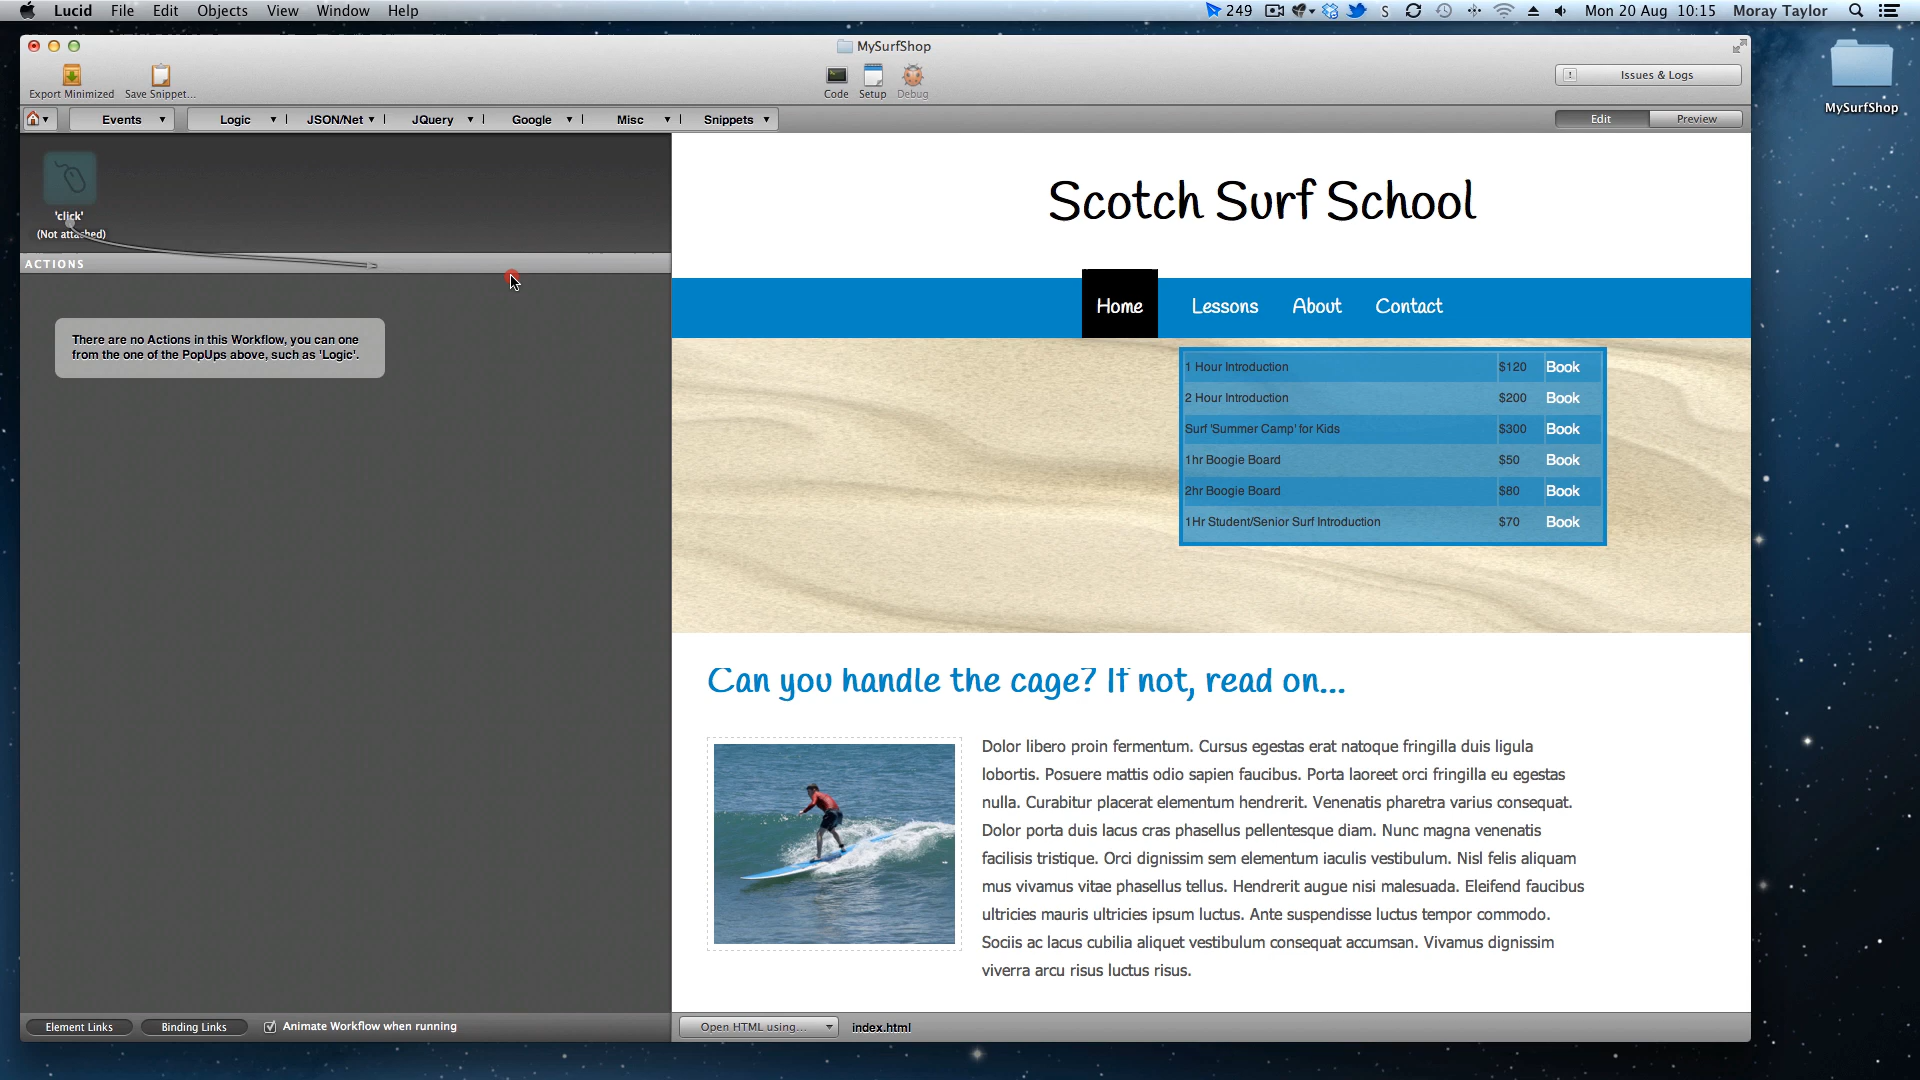 Lucid File Edit Objects View Window Help 249 S Mon 20 Aug 10:15 Moray Taylor
MySurfShop
Export Minimized Save Snippet... Code Setup Debug ! Issues & Logs
Events Logic JSON/Net JQuery Google Misc Snippets Edit Preview
MySurfShop
'click'
(Not attached)
ACTIONS
There are no Actions in this Workflow, you can one
from the one of the PopUps above, such as 'Logic'.
Scotch Surf School
Home Lessons About Contact
1 Hour Introduction $120 Book
2 Hour Introduction $200 Book
Surf 'Summer Camp' for Kids $300 Book
1hr Boogie Board $50 Book
2hr Boogie Board $80 Book
1Hr Student/Senior Surf Introduction $70 Book
Can you handle the cage? If not, read on...
Dolor libero proin fermentum. Cursus egestas erat natoque fringilla duis ligula
lobortis. Posuere mattis odio sapien faucibus. Porta laoreet orci fringilla eu egestas
nulla. Curabitur placerat elementum hendrerit. Venenatis pharetra varius consequat.
Dolor porta duis lacus cras phasellus pellentesque diam. Nunc magna venenatis
facilisis tristique. Orci dignissim sem elementum iaculis vestibulum. Nisl felis aliquam
mus vivamus vitae phasellus tellus. Hendrerit augue nisi malesuada. Eleifend faucibus
ultricies mauris ultricies ipsum luctus. Ante suspendisse luctus tempor commodo.
Sociis ac lacus cubilia aliquet vestibulum consequat accumsan. Vivamus dignissim
viverra arcu risus luctus risus.
Element Links Binding Links Animate Workflow when running Open HTML using... index.html